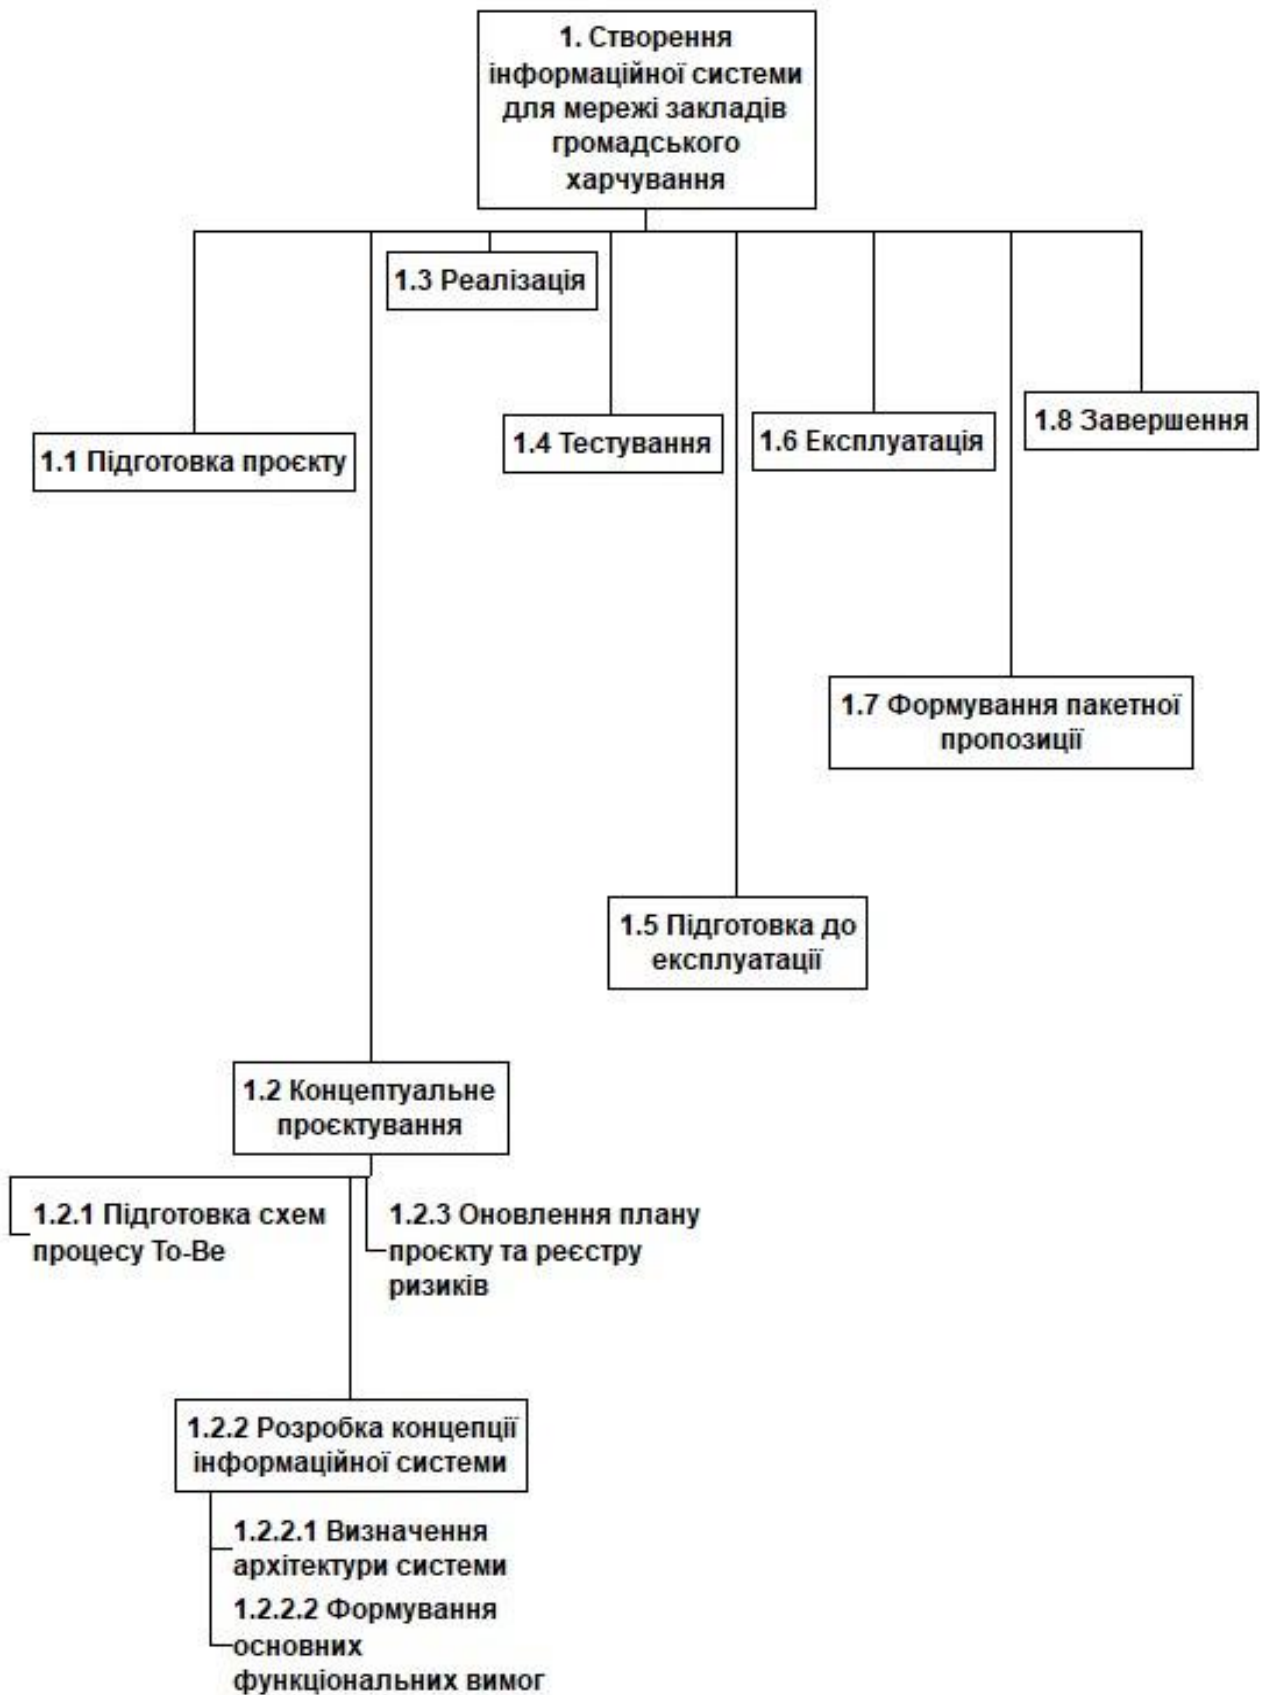 1. Створення
інформаційної системи
для мережі закладів
громадського
харчування
1.3 Реалізація
1.1 Підготовка проєкту
1.4 Тестування
1.6 Експлуатація
1.8 Завершення
1.7 Формування пакетної
пропозиції
1.5 Підготовка до
експлуатації
1.2 Концептуальне
проєктування
1.2.1 Підготовка схем
процесу To-Be
1.2.3 Оновлення плану
проєкту та реєстру
ризиків
1.2.2 Розробка концепції
інформаційної системи
1.2.2.1 Визначення
архітектури системи
1.2.2.2 Формування
основних
функціональних вимог